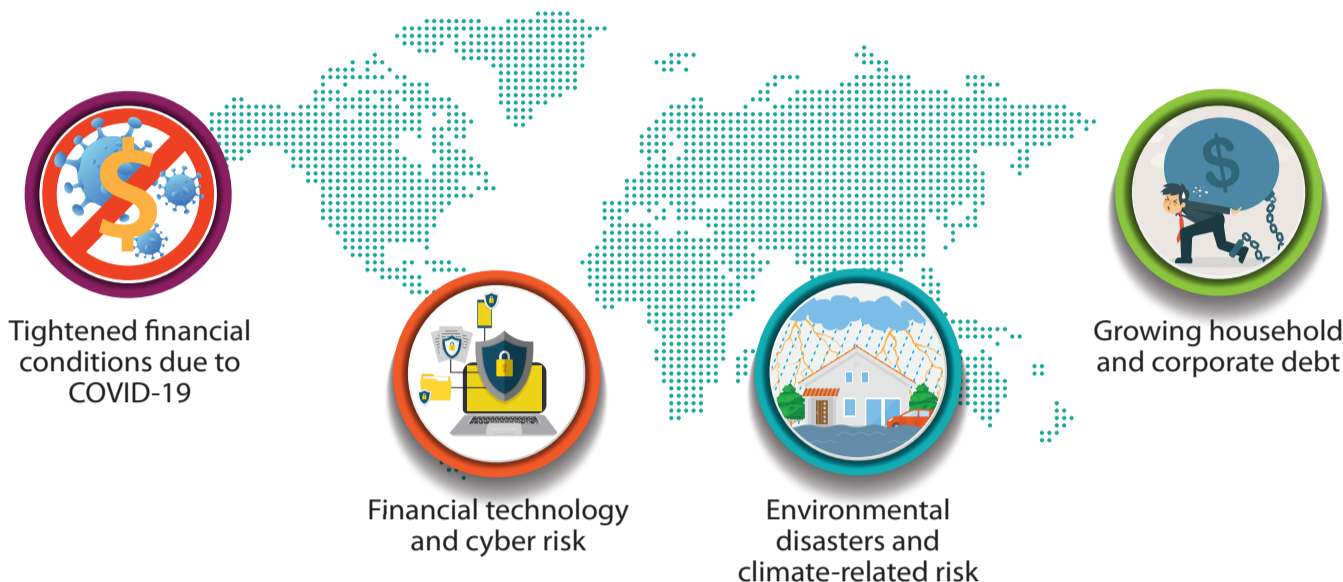 Tightened financial
conditions due to
COVID-19
Financial technology
and cyber risk
Environmental
disasters and
climate-related risk
Growing household
and corporate debt
$
$